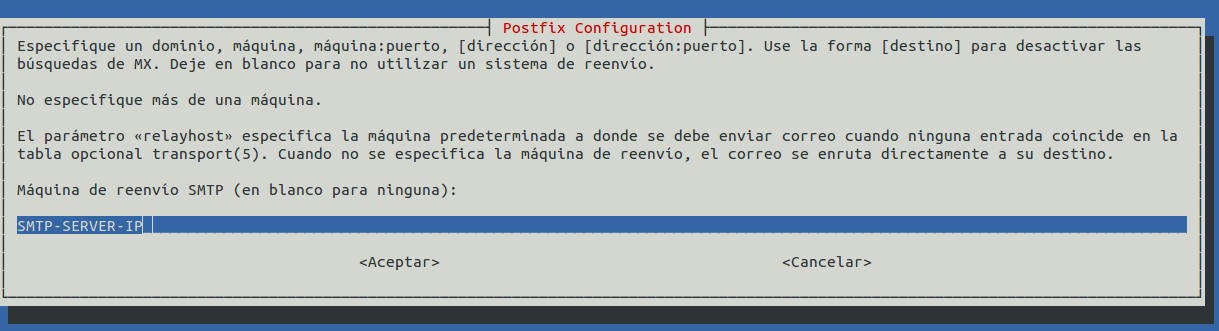 Postfix Configuration
Especifique un dominio, máquina, máquina:puerto, [dirección] o [dirección:puerto]. Use la forma [destino] para desactivar las
búsquedas de MX. Deje en blanco para no utilizar un sistema de reenvío.
No especifique más de una máquina.
El parámetro «relayhost» especifica la máquina predeterminada a donde se debe enviar correo cuando ninguna entrada coincide en la
tabla opcional transport(5). Cuando no se especifica la máquina de reenvío, el correo se enruta directamente a su destino.
Máquina de reenvío SMTP (en blanco para ninguna):
SMTP-SERVER-IP
<Aceptar> <Cancelar>